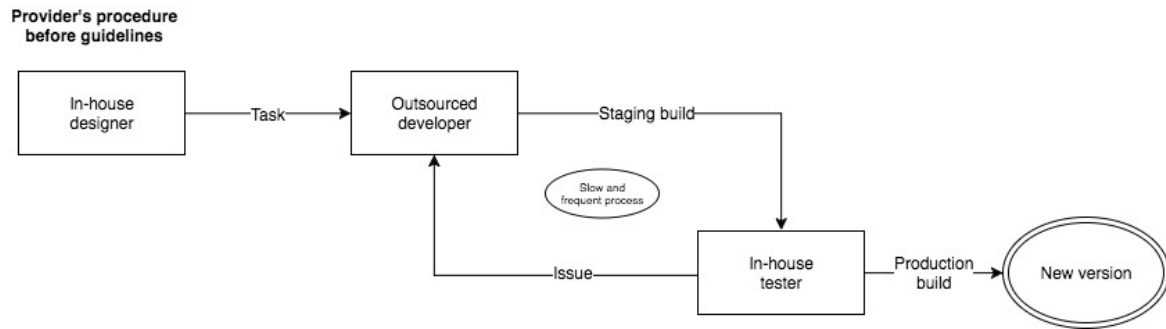 Provider's procedure
before guidelines
In-house
designer
Task
Outsourced
developer
Staging build
Slow and
frequent process
Issue
In-house
tester
Production
build
New version